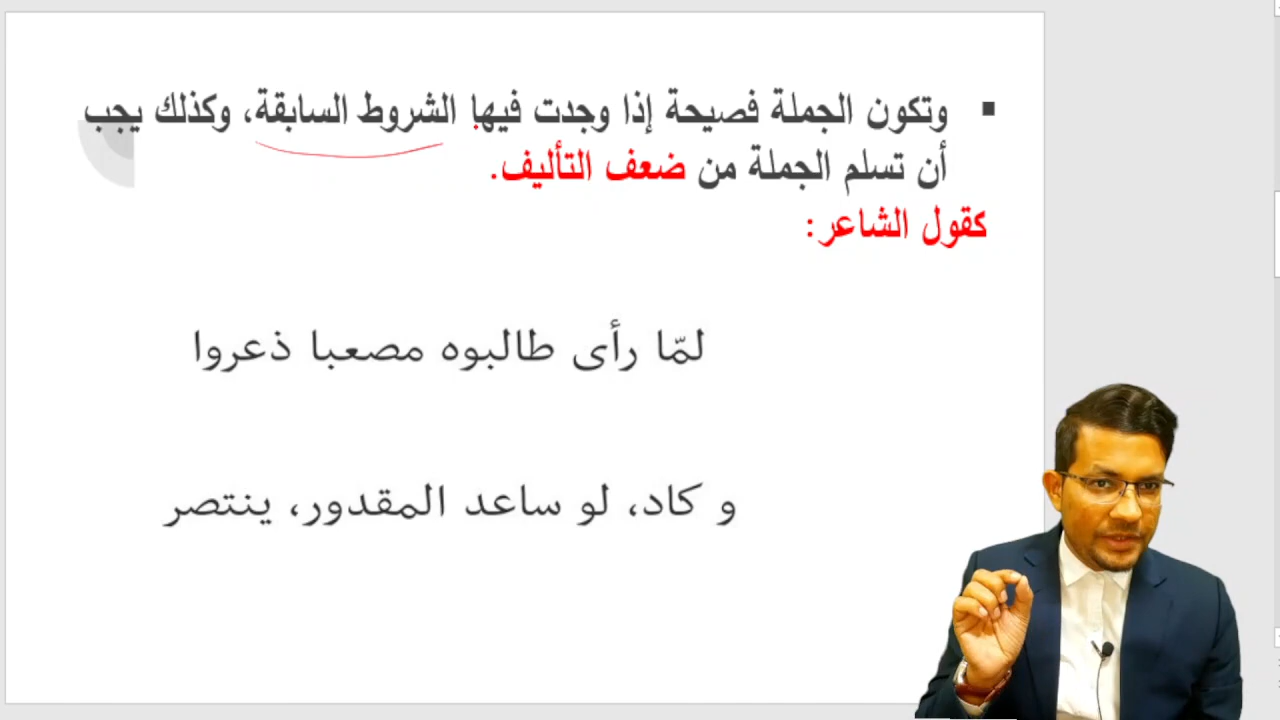 ▪ وتكون الجملة فصيحة إذا وجدت فيها الشروط السابقة، وكذلك يجب
أن تسلم الجملة من ضعف التأليف.
كقول الشاعر:
لمّا رأى طالبوه مصعبا ذعروا
و كاد، لو ساعد المقدور، ينتصر